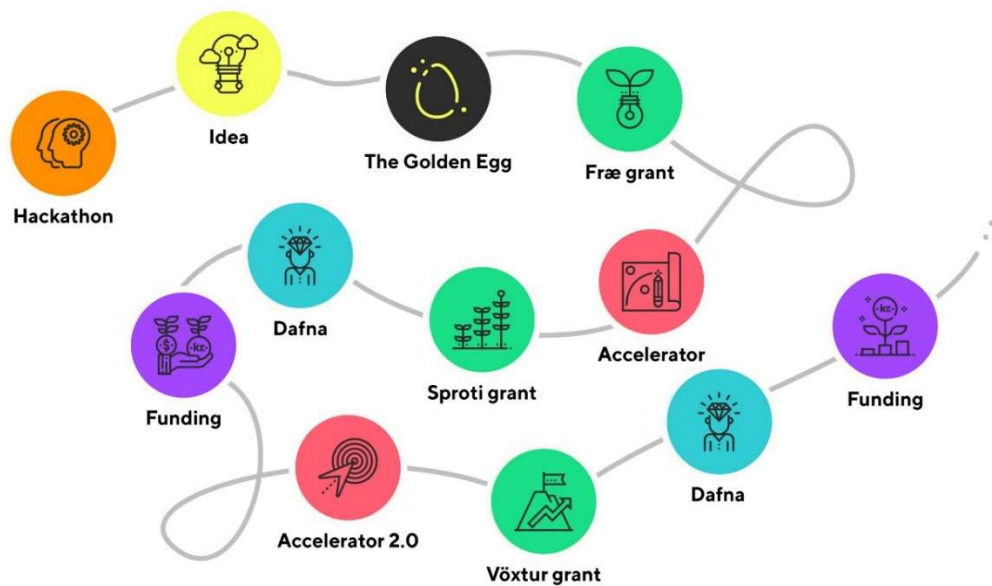 Hackathon
Idea
The Golden Egg
Fræ grant
Accelerator
Sproti grant
Dafna
$
kr.
Funding
Accelerator 2.0
Vöxtur grant
Dafna
kr.
Funding